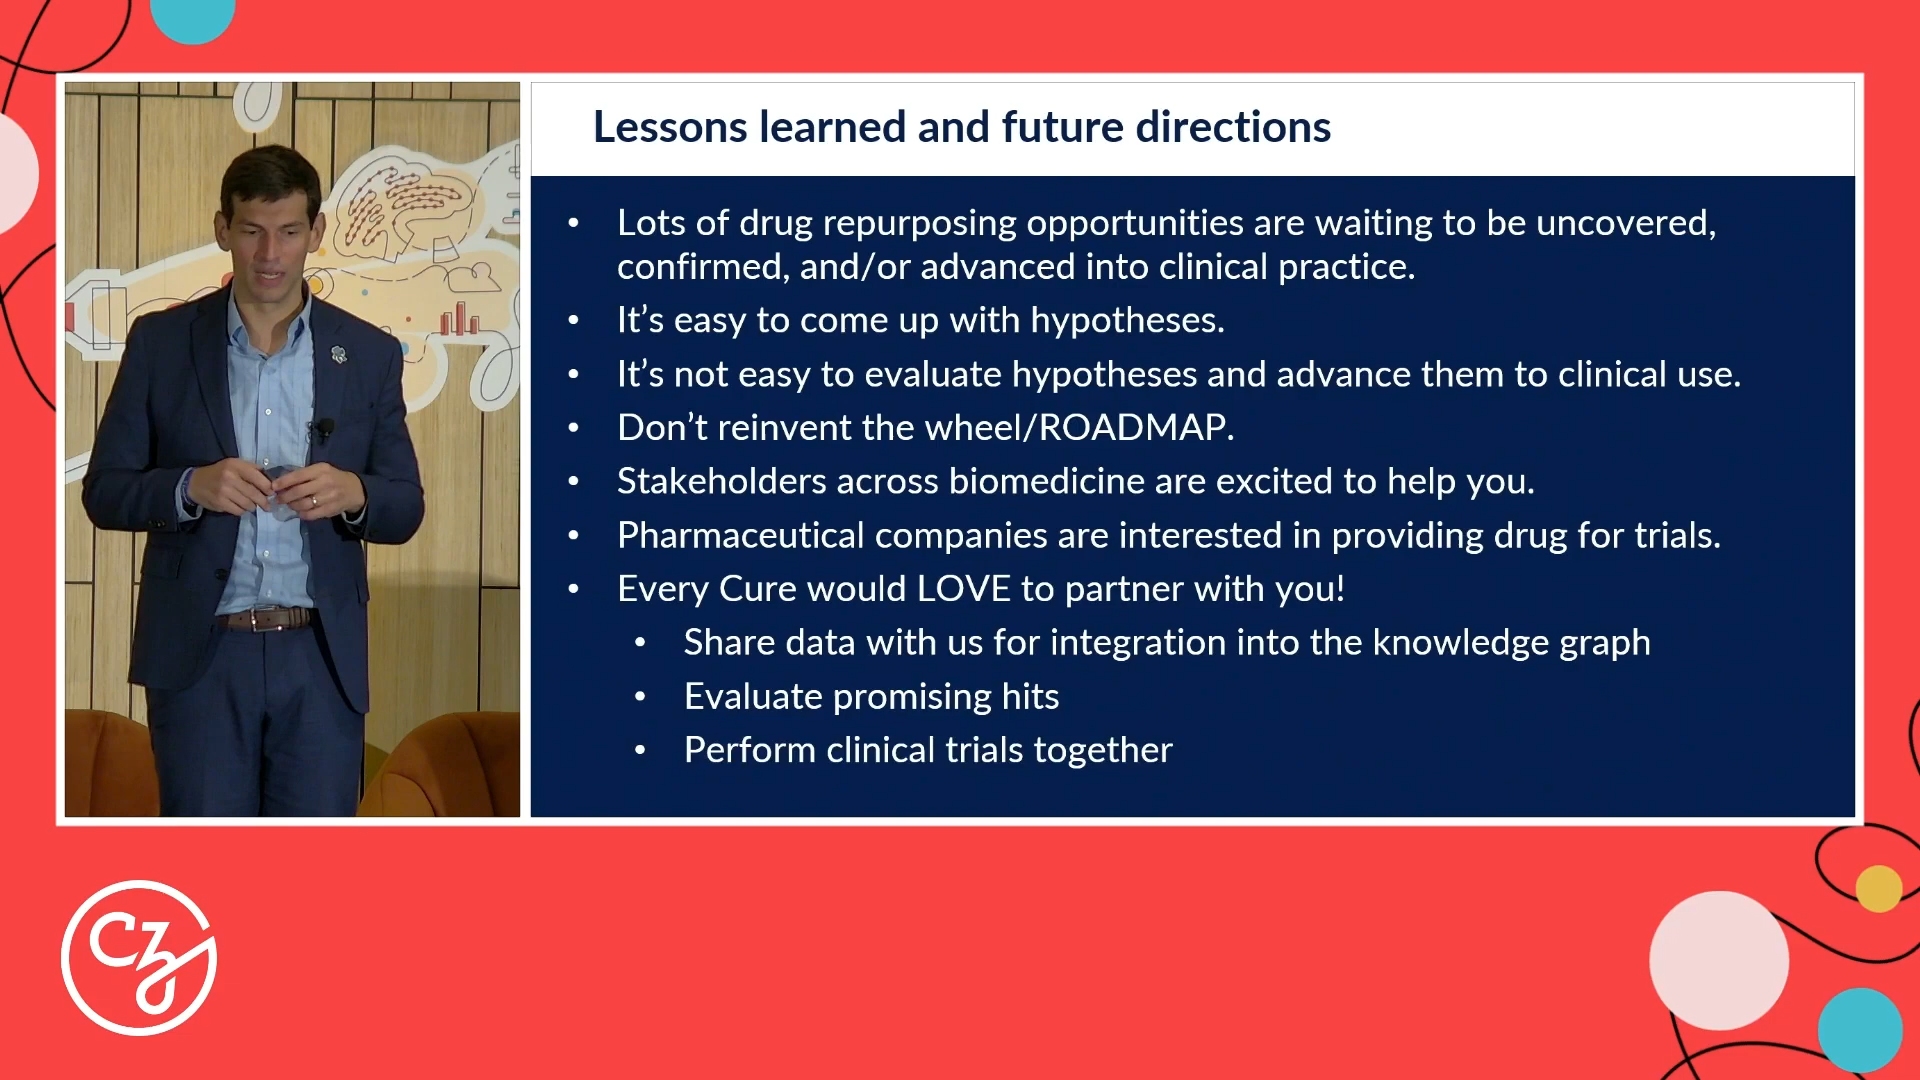 Lessons learned and future directions
• Lots of drug repurposing opportunities are waiting to be uncovered,
confirmed, and/or advanced into clinical practice.
• It’s easy to come up with hypotheses.
• It’s not easy to evaluate hypotheses and advance them to clinical use.
• Don’t reinvent the wheel/ROADMAP.
• Stakeholders across biomedicine are excited to help you.
• Pharmaceutical companies are interested in providing drug for trials.
• Every Cure would LOVE to partner with you!
• Share data with us for integration into the knowledge graph
• Evaluate promising hits
• Perform clinical trials together
CZI